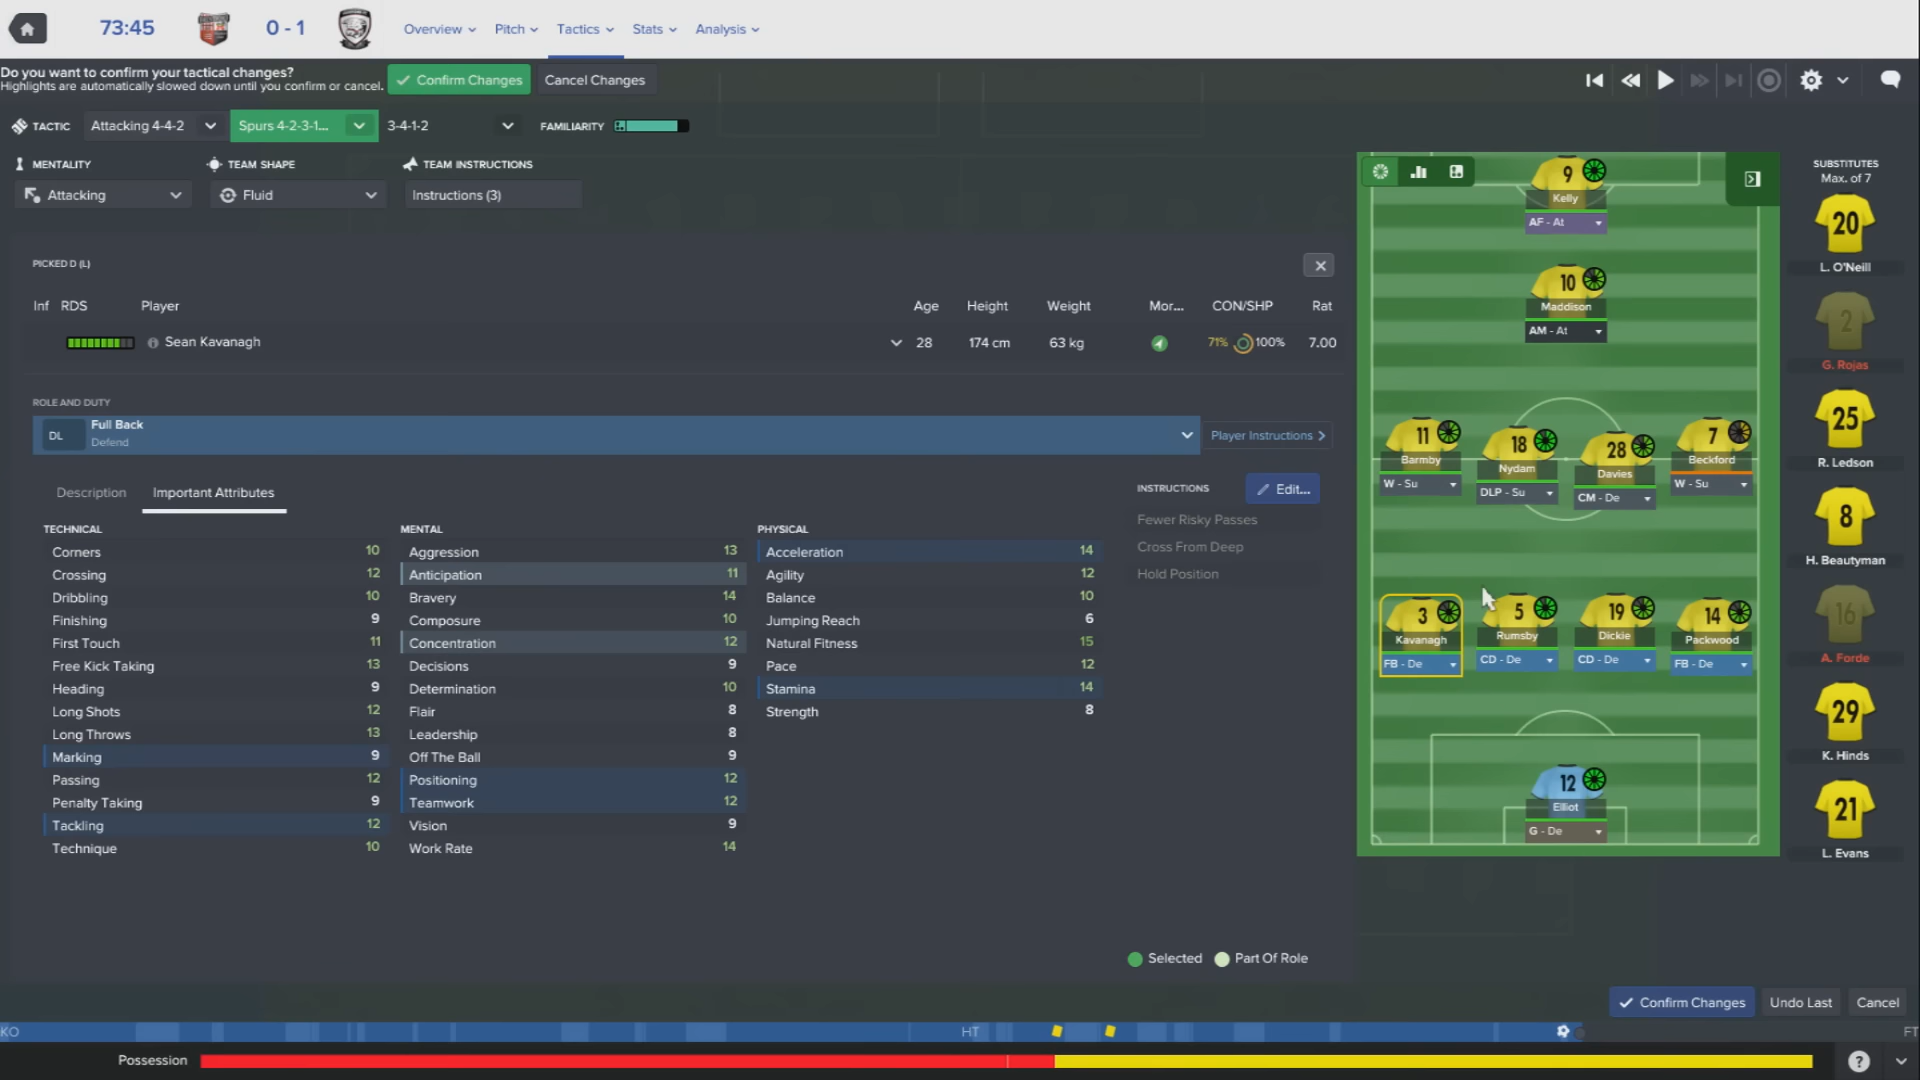 73:45
0 - 1
Overview
Pitch
Tactics
Stats
Analysis
Do you want to confirm your tactical changes?
Highlights are automatically slowed down until you confirm or cancel.
Confirm Changes
Cancel Changes
TACTIC
Attacking 4-4-2
Spurs 4-2-3-1...
3-4-1-2
FAMILIARITY
MENTALITY
TEAM SHAPE
TEAM INSTRUCTIONS
Attacking
Fluid
Instructions (3)
PICKED D (L)
Inf RDS Player Age Height Weight Mor... CON/SHP Rat
Sean Kavanagh 28 174 cm 63 kg 71% 100% 7.00
ROLE AND DUTY
DL
Full Back
Defend
Player Instructions
Description
Important Attributes
TECHNICAL
Corners 10
Crossing 12
Dribbling 10
Finishing 9
First Touch 11
Free Kick Taking 13
Heading 9
Long Shots 12
Long Throws 13
Marking 9
Passing 12
Penalty Taking 9
Tackling 12
Technique 10
MENTAL
Aggression 13
Anticipation 11
Bravery 14
Composure 10
Concentration 12
Decisions 9
Determination 10
Flair 8
Leadership 8
Off The Ball 9
Positioning 12
Teamwork 12
Vision 9
Work Rate 14
PHYSICAL
Acceleration 14
Agility 12
Balance 10
Jumping Reach 6
Natural Fitness 15
Pace 12
Stamina 14
Strength 8
INSTRUCTIONS
Edit...
Fewer Risky Passes
Cross From Deep
Hold Position
Selected
Part Of Role
9
Kelly
AF - At
10
Maddison
AM - At
11
Barmby
W - Su
18
Nydam
DLP - Su
28
Davies
CM - De
7
Beckford
W - Su
3
Kavanagh
FB - De
5
Rumsby
CD - De
19
Dickie
CD - De
14
Packwood
FB - De
12
Elliot
G - De
SUBSTITUTES
Max. of 7
20
L. O'Neill
2
G. Rojas
25
R. Ledson
8
H. Beautyman
16
A. Forde
29
K. Hinds
21
L. Evans
Confirm Changes
Undo Last
Cancel
KO
HT
FT
Possession
?